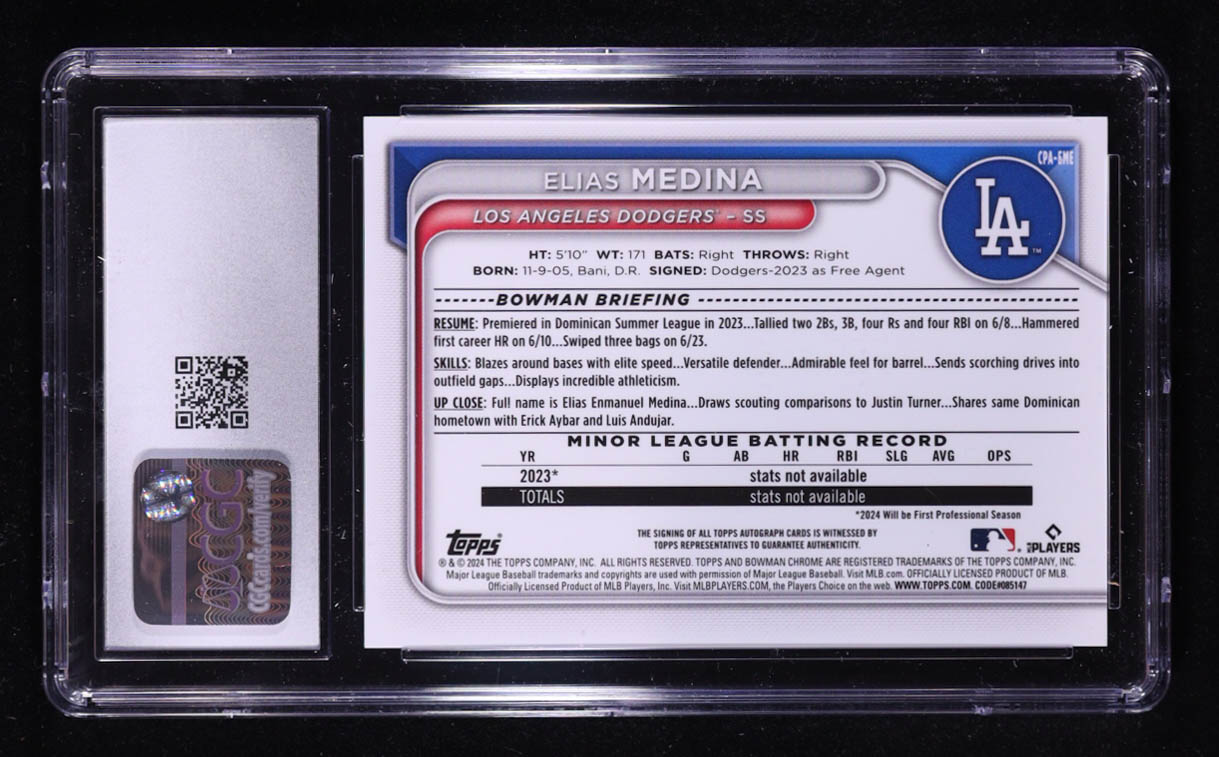 CPA-EME
ELIAS MEDINA
LOS ANGELES DODGERS® – SS
LA™
HT: 5'10" WT: 171 BATS: Right THROWS: Right
BORN: 11-9-05, Bani, D.R. SIGNED: Dodgers-2023 as Free Agent
BOWMAN BRIEFING
RESUME: Premiered in Dominican Summer League in 2023...Tallied two 2Bs, 3B, four Rs and four RBI on 6/8...Hammered
first career HR on 6/10...Swiped three bags on 6/23.
SKILLS: Blazes around bases with elite speed...Versatile defender...Admirable feel for barrel...Sends scorching drives into
outfield gaps...Displays incredible athleticism.
UP CLOSE: Full name is Elias Enmanuel Medina...Draws scouting comparisons to Justin Turner...Shares same Dominican
hometown with Erick Aybar and Luis Andujar.
MINOR LEAGUE BATTING RECORD
YR G AB HR RBI SLG AVG OPS
2023* stats not available
TOTALS stats not available
*2024 Will be First Professional Season
topps®
THE SIGNING OF ALL TOPPS AUTOGRAPH CARDS IS WITNESSED BY
TOPPS REPRESENTATIVES TO GUARANTEE AUTHENTICITY.
PLAYERS
® & © 2024 THE TOPPS COMPANY, INC. ALL RIGHTS RESERVED. TOPPS AND BOWMAN CHROME ARE REGISTERED TRADEMARKS OF THE TOPPS COMPANY, INC.
Major League Baseball trademarks and copyrights are used with permission of Major League Baseball. Visit MLB.com. OFFICIALLY LICENSED PRODUCT OF MLB.
Officially Licensed Product of MLB Players, Inc. Visit MLBPLAYERS.COM, the Players Choice on the web. WWW.TOPPS.COM. CODE#085147
CGC
CGCcards.com/verify